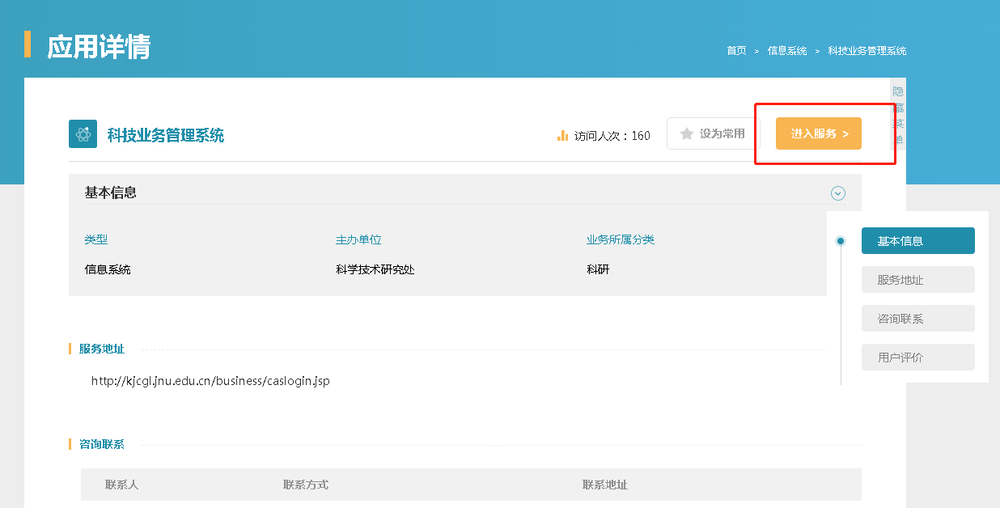 应用详情
首页 > 信息系统 > 科技业务管理系统
隐藏菜单
科技业务管理系统
访问人次：160
设为常用
进入服务 >
基本信息
类型 主办单位 业务所属分类
信息系统 科学技术研究处 科研
基本信息
服务地址
咨询联系
用户评价
服务地址
http://kjcgl.jnu.edu.cn/business/caslogin.jsp
咨询联系
联系人 联系方式 联系地址